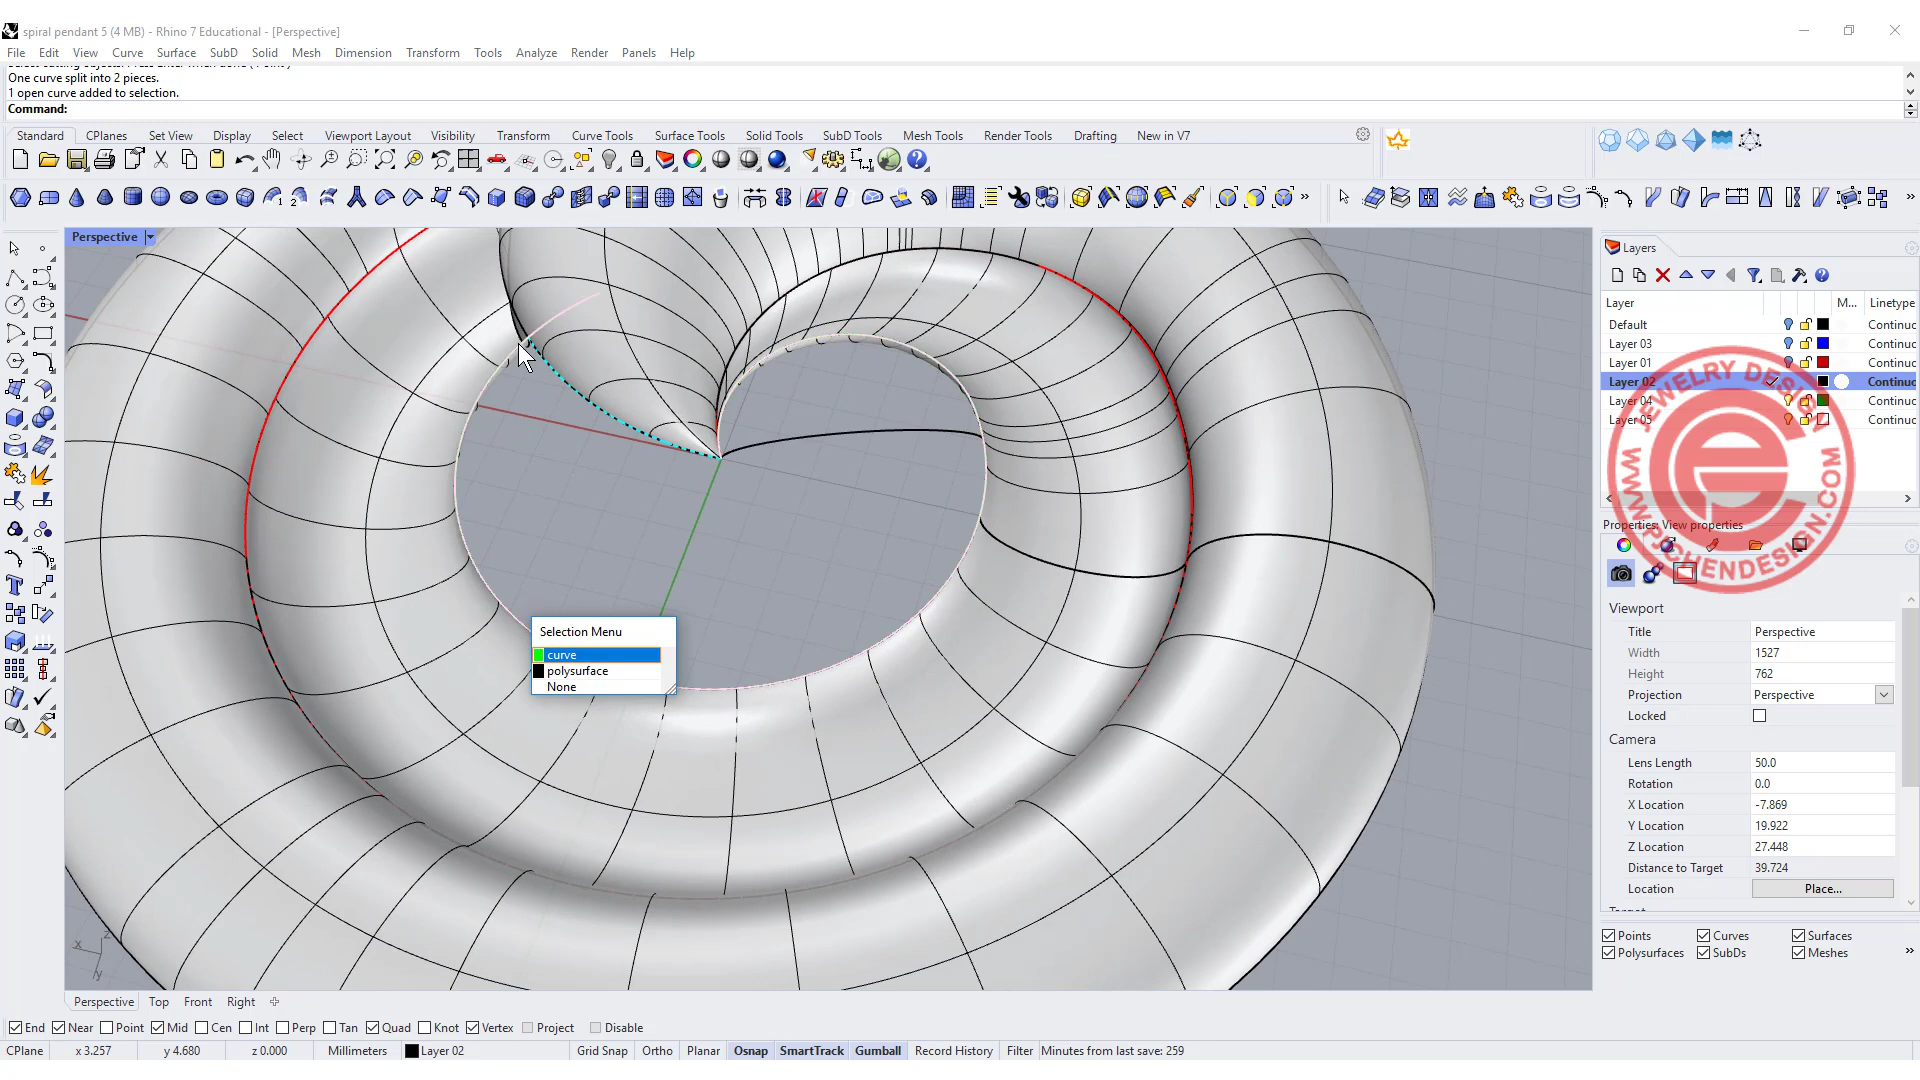 spiral pendant 5 (4 MB) - Rhino 7 Educational - [Perspective]
File Edit View Curve Surface SubD Solid Mesh Dimension Transform Tools Analyze Render Panels Help
One curve split into 2 pieces.
1 open curve added to selection.
Command:
Standard CPlanes Set View Display Select Viewport Layout Visibility Transform Curve Tools Surface Tools Solid Tools SubD Tools Mesh Tools Render Tools Drafting New in V7
Perspective
Layers
Layer M... Linetype
Default Continuc
Layer 03 Continuc
Layer 01 Continuc
Layer 02 Continuc
Layer 04 Continuc
Layer 05 Continuc
JEWELRY DESIGN
WWW.PJCHENDESIGN.COM
Properties: View properties
Viewport
Title Perspective
Width 1527
Height 762
Projection Perspective
Locked
Camera
Lens Length 50.0
Rotation 0.0
X Location -7.869
Y Location 19.922
Z Location 27.448
Distance to Target 39.724
Location Place...
Selection Menu
curve
polysurface
None
x z y
Points Curves Surfaces
Polysurfaces SubDs Meshes
Perspective Top Front Right
End Near Point Mid Cen Int Perp Tan Quad Knot Vertex Project Disable
CPlane x 3.257 y 4.680 z 0.000 Millimeters Layer 02 Grid Snap Ortho Planar Osnap SmartTrack Gumball Record History Filter Minutes from last save: 259